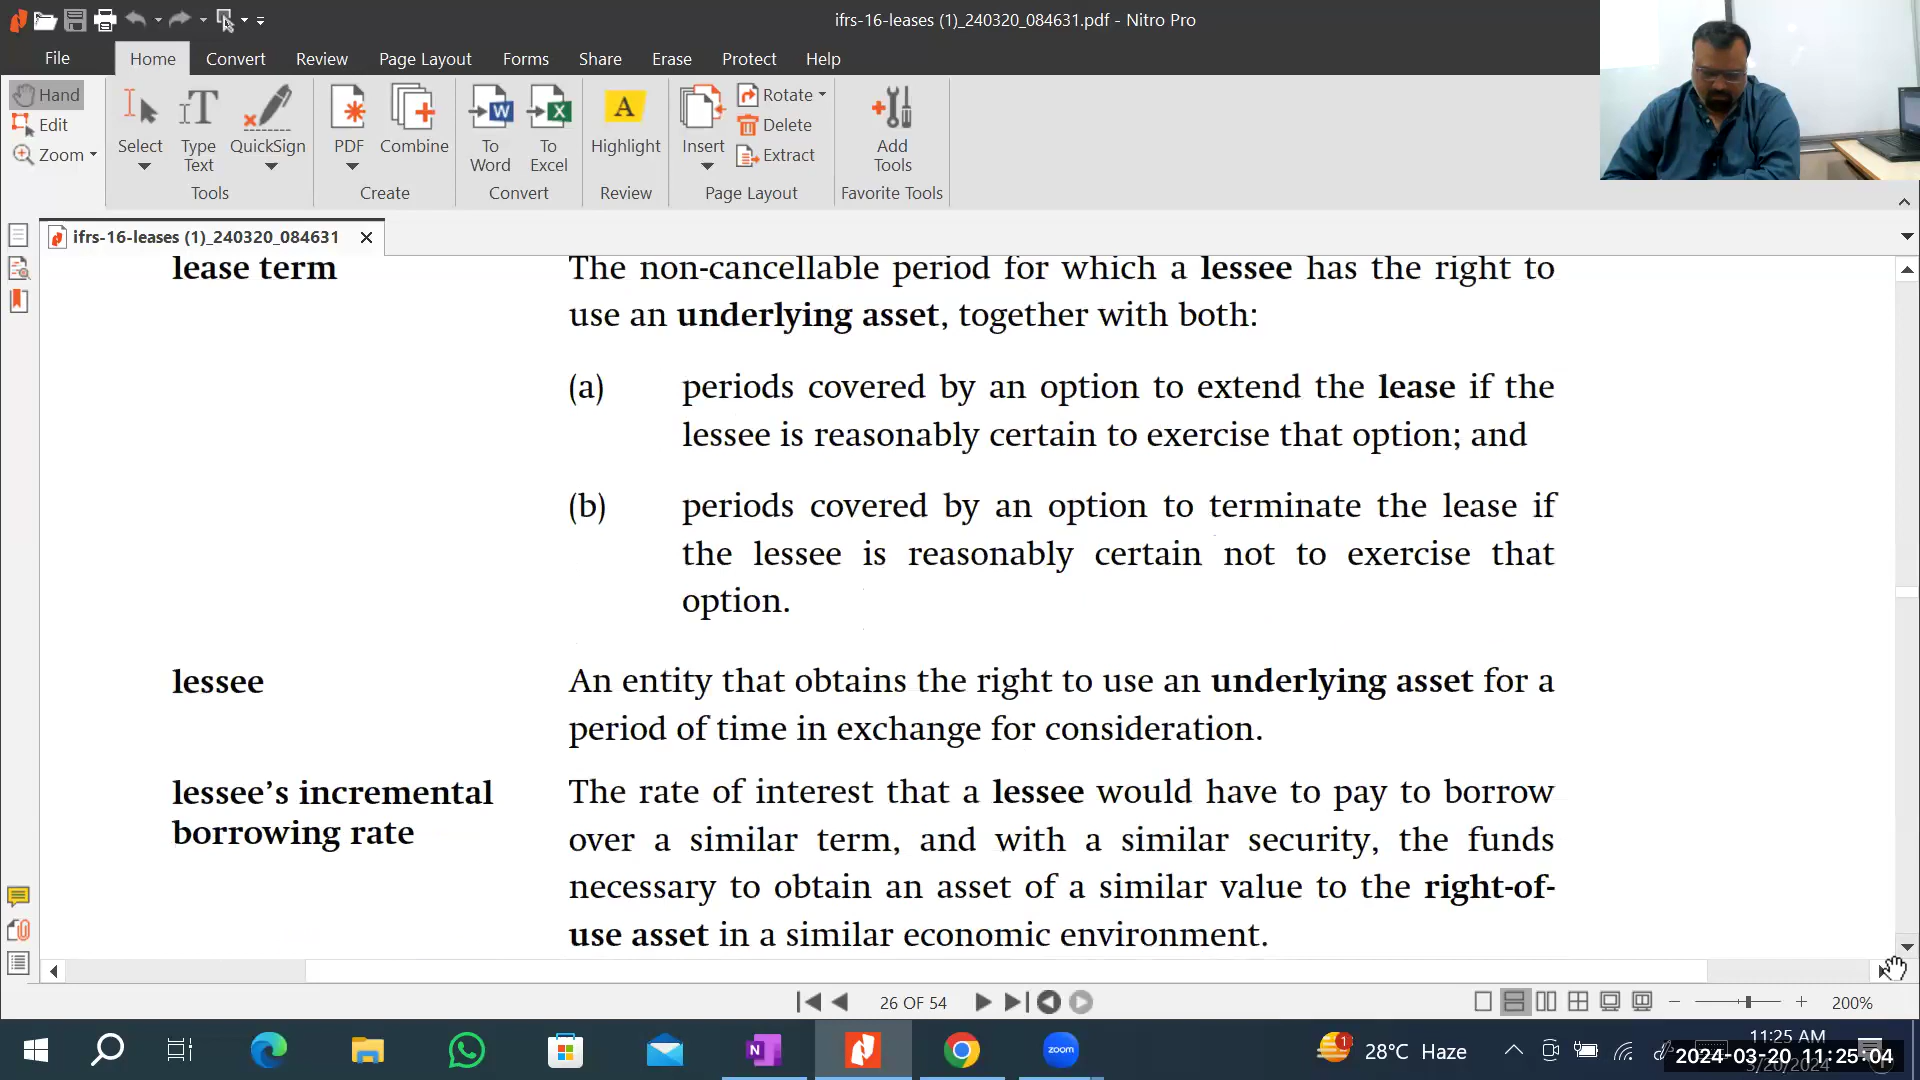 ifrs-16-leases (1)_240320_084631.pdf - Nitro Pro
File
Home
Convert
Review
Page Layout
Forms
Share
Erase
Protect
Help
Hand
Edit
Zoom
Select
Type
Text
QuickSign
Tools
PDF
Combine
Create
To
Word
To
Excel
Convert
Highlight
Review
Insert
Rotate
Delete
Extract
Page Layout
Add
Tools
Favorite Tools
ifrs-16-leases (1)_240320_084631
lease term
The non-cancellable period for which a lessee has the right to
use an underlying asset, together with both:
(a) periods covered by an option to extend the lease if the
lessee is reasonably certain to exercise that option; and
(b) periods covered by an option to terminate the lease if
the lessee is reasonably certain not to exercise that
option.
lessee
An entity that obtains the right to use an underlying asset for a
period of time in exchange for consideration.
lessee's incremental
borrowing rate
The rate of interest that a lessee would have to pay to borrow
over a similar term, and with a similar security, the funds
necessary to obtain an asset of a similar value to the right-of-
use asset in a similar economic environment.
26 OF 54
200%
zoom
28°C Haze
11:25 AM
3/20/2024
2024-03-20 11:25:04